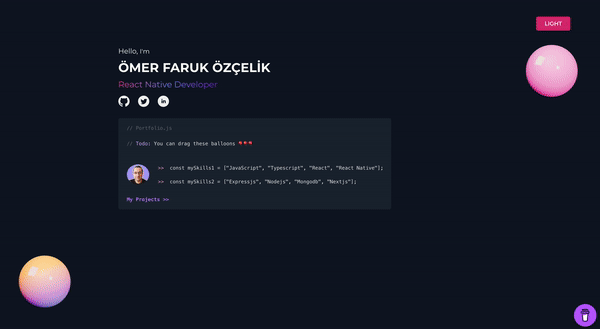 LIGHT
Hello, I'm
ÖMER FARUK ÖZÇELİK
React Native Developer
// Portfolio.js
// Todo: You can drag these balloons 🎈🎈🎈
>> const mySkills1 = ["JavaScript", "Typescript", "React", "React Native"];
>> const mySkills2 = ["Expressjs", "Nodejs", "Mongodb", "Nextjs"];
My Projects >>